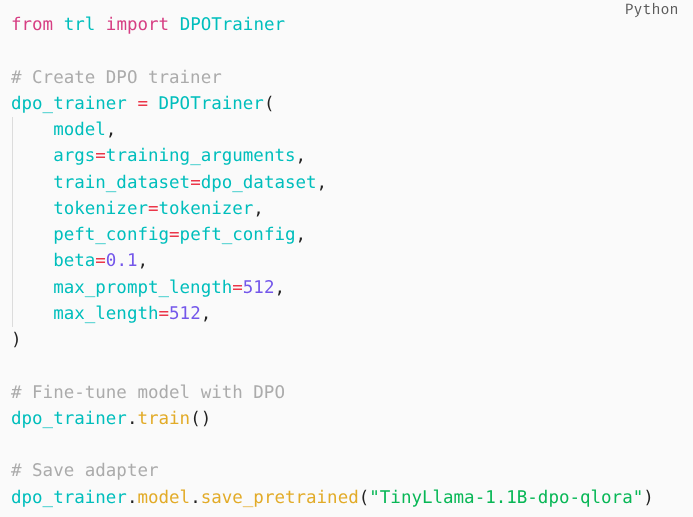 Python
from trl import DPOTrainer
# Create DPO trainer
dpo_trainer = DPOTrainer(
    model,
    args=training_arguments,
    train_dataset=dpo_dataset,
    tokenizer=tokenizer,
    peft_config=peft_config,
    beta=0.1,
    max_prompt_length=512,
    max_length=512,
)
# Fine-tune model with DPO
dpo_trainer.train()
# Save adapter
dpo_trainer.model.save_pretrained("TinyLlama-1.1B-dpo-qlora")